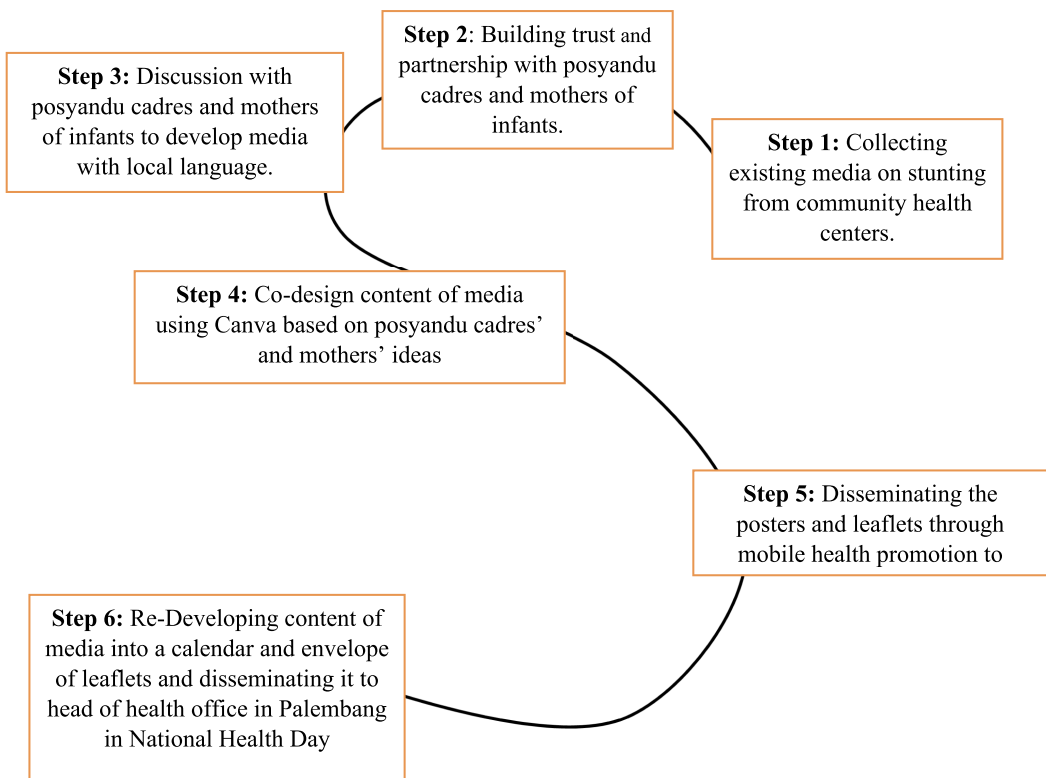 Step 1: Collecting
existing media on stunting
from community health
centers.
Step 2: Building trust and
partnership with posyandu
cadres and mothers of
infants.
Step 3: Discussion with
posyandu cadres and mothers
of infants to develop media
with local language.
Step 4: Co-design content of media
using Canva based on posyandu cadres’
and mothers’ ideas
Step 5: Disseminating the
posters and leaflets through
mobile health promotion to
Step 6: Re-Developing content of
media into a calendar and envelope
of leaflets and disseminating it to
head of health office in Palembang
in National Health Day